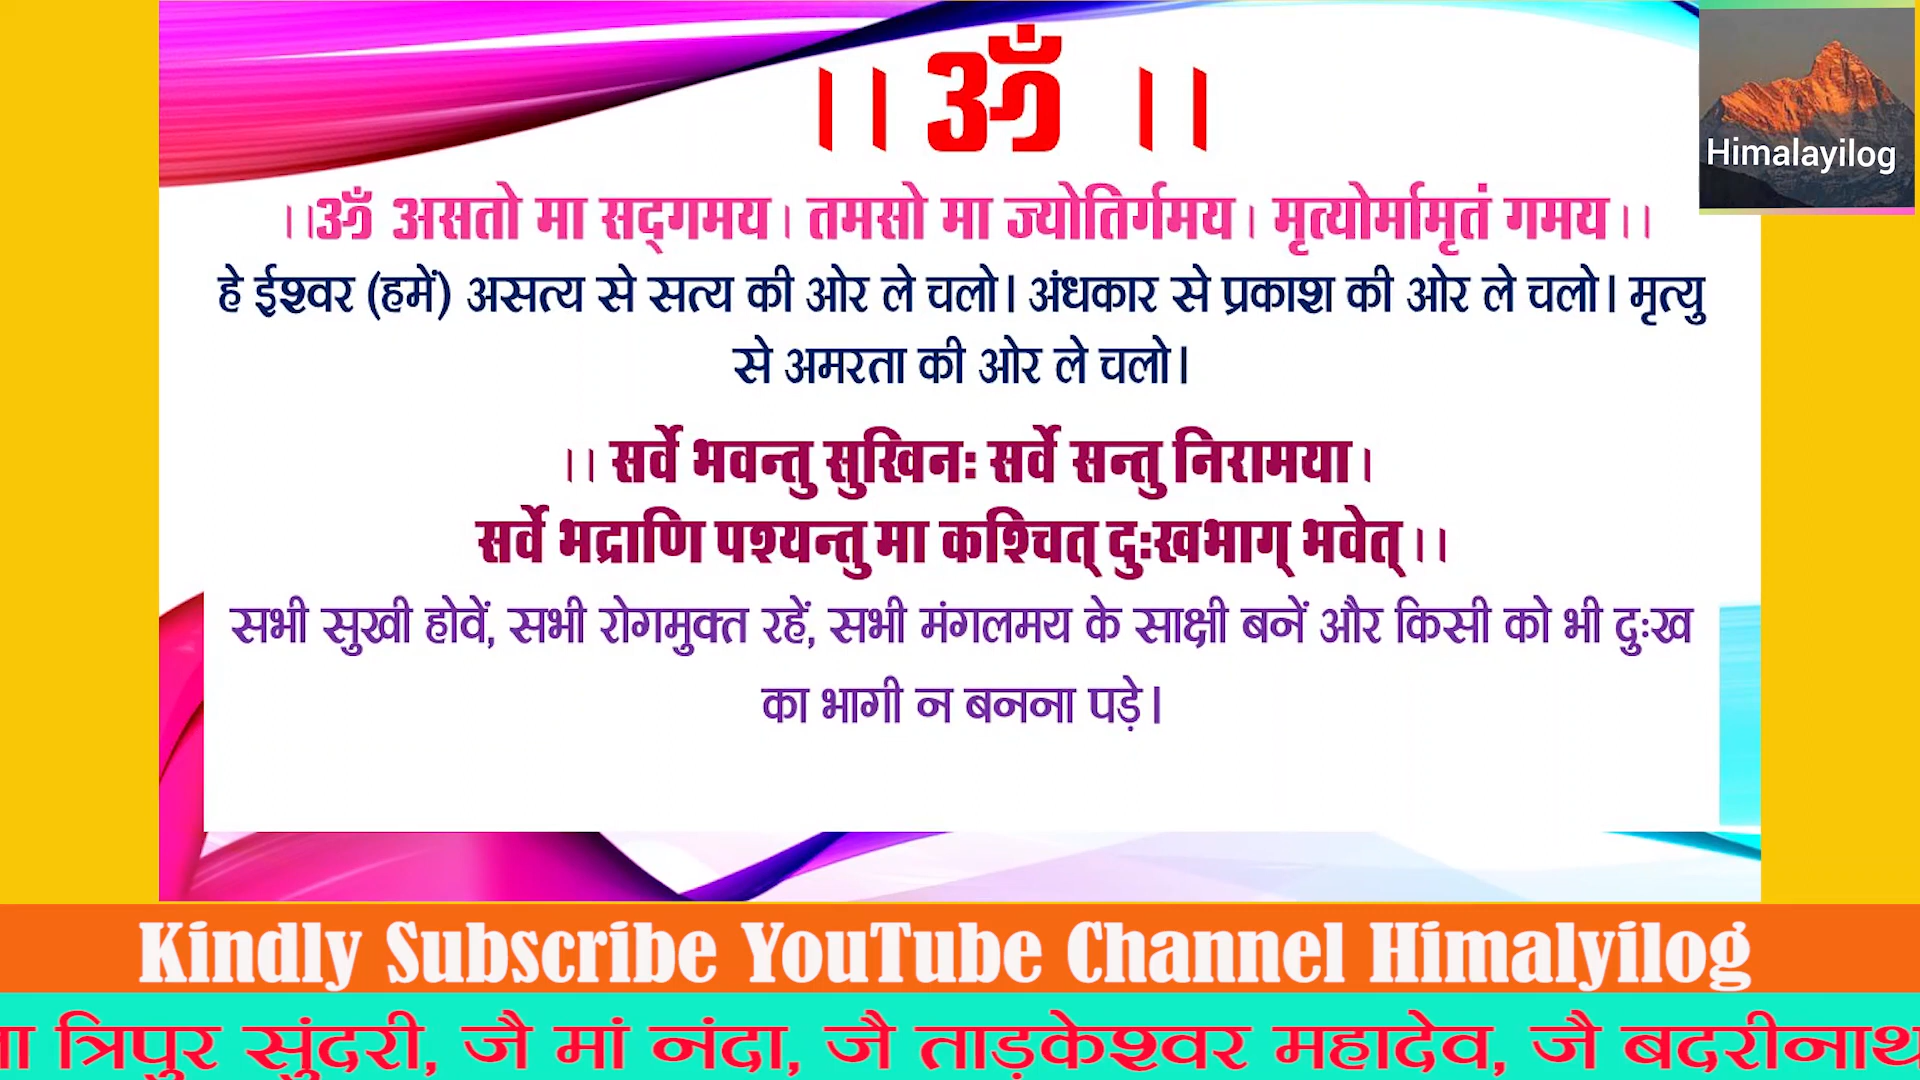 ।। ॐ ।।
Himalayilog
।।ॐ असतो मा सद्गमय। तमसो मा ज्योतिर्गमय। मृत्योर्मामृतं गमय।।
हे ईश्वर (हमें) असत्य से सत्य की ओर ले चलो। अंधकार से प्रकाश की ओर ले चलो। मृत्यु
से अमरता की ओर ले चलो।
।। सर्वे भवन्तु सुखिनः सर्वे सन्तु निरामया।
सर्वे भद्राणि पश्यन्तु मा कश्चित् दुःखभाग् भवेत्।।
सभी सुखी होवें, सभी रोगमुक्त रहें, सभी मंगलमय के साक्षी बनें और किसी को भी दुःख
का भागी न बनना पड़े।
Kindly Subscribe YouTube Channel Himalyilog
त्रिपुर सुंदरी, जै मां नंदा, जै ताड़केश्वर महादेव, जै बदरीनाथ